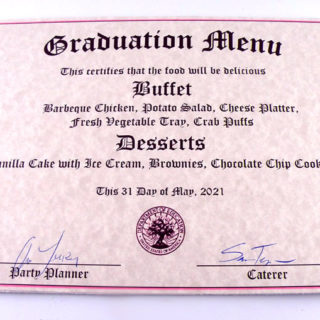 Graduation Menu
This certifies that the food will be delicious
Buffet
Barbeque Chicken, Potato Salad, Cheese Platter,
Fresh Vegetable Tray, Crab Puffs
Desserts
nilla Cake with Ice Cream, Brownies, Chocolate Chip Cook
This 31 Day of May, 2021
Party Planner
Caterer